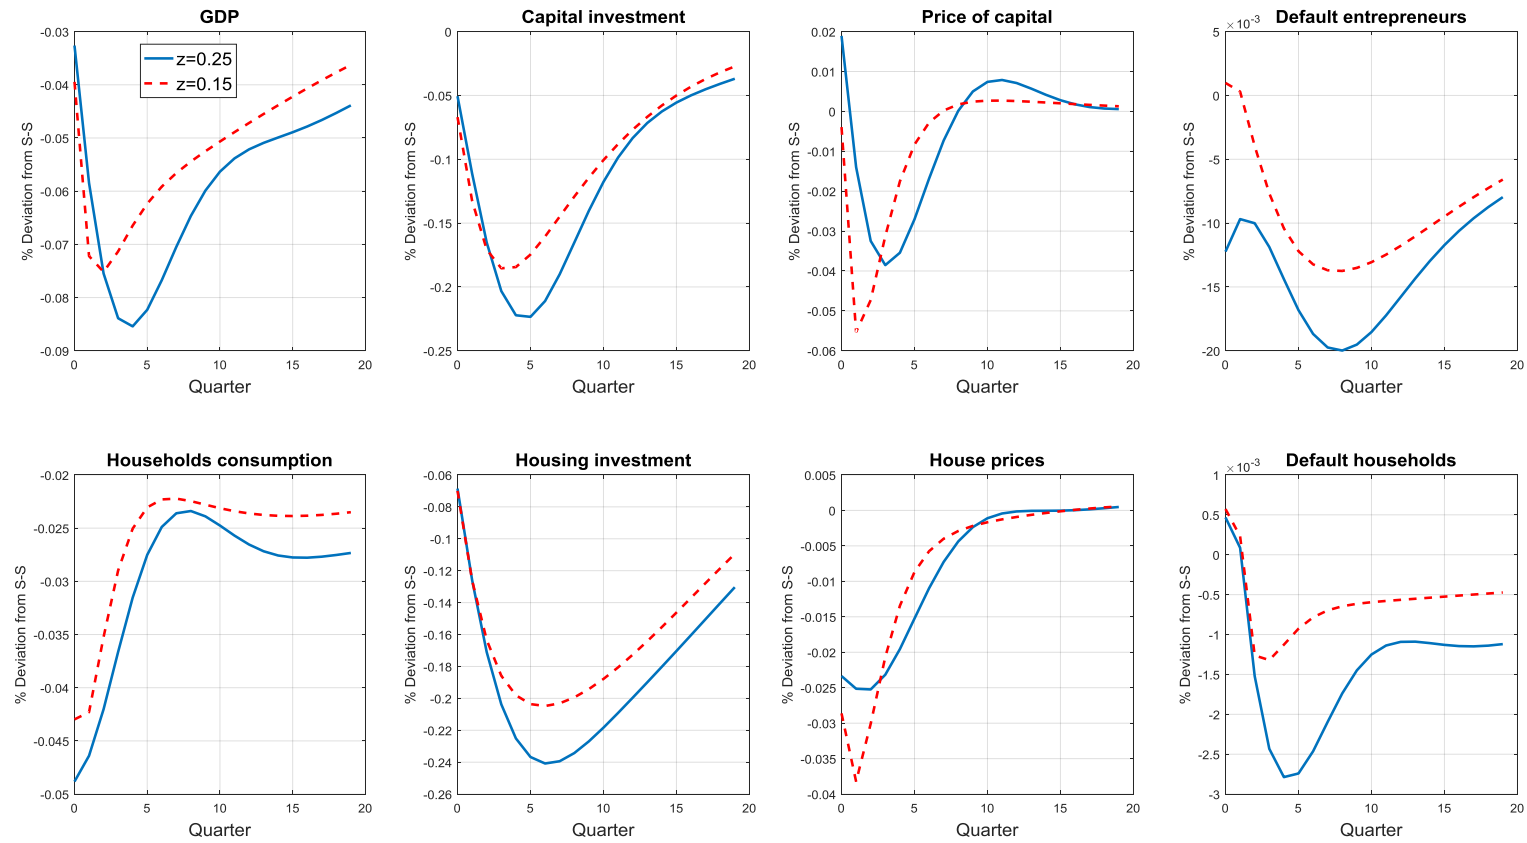 GDP
-0.03
-0.04
-0.05
-0.06
-0.07
-0.08
-0.09
% Deviation from S-S
z=0.25
z=0.15
0 5 10 15 20
Quarter
Capital investment
0
-0.05
-0.1
-0.15
-0.2
-0.25
% Deviation from S-S
0 5 10 15 20
Quarter
Price of capital
0.02
0.01
0
-0.01
-0.02
-0.03
-0.04
-0.05
-0.06
% Deviation from S-S
0 5 10 15 20
Quarter
×10-3 Default entrepreneurs
5
0
-5
-10
-15
-20
% Deviation from S-S
0 5 10 15 20
Quarter
Households consumption
-0.02
-0.025
-0.03
-0.035
-0.04
-0.045
-0.05
% Deviation from S-S
0 5 10 15 20
Quarter
Housing investment
-0.06
-0.08
-0.1
-0.12
-0.14
-0.16
-0.18
-0.2
-0.22
-0.24
-0.26
% Deviation from S-S
0 5 10 15 20
Quarter
House prices
0.005
0
-0.005
-0.01
-0.015
-0.02
-0.025
-0.03
-0.035
-0.04
% Deviation from S-S
0 5 10 15 20
Quarter
×10-3 Default households
1
0.5
0
-0.5
-1
-1.5
-2
-2.5
-3
% Deviation from S-S
0 5 10 15 20
Quarter